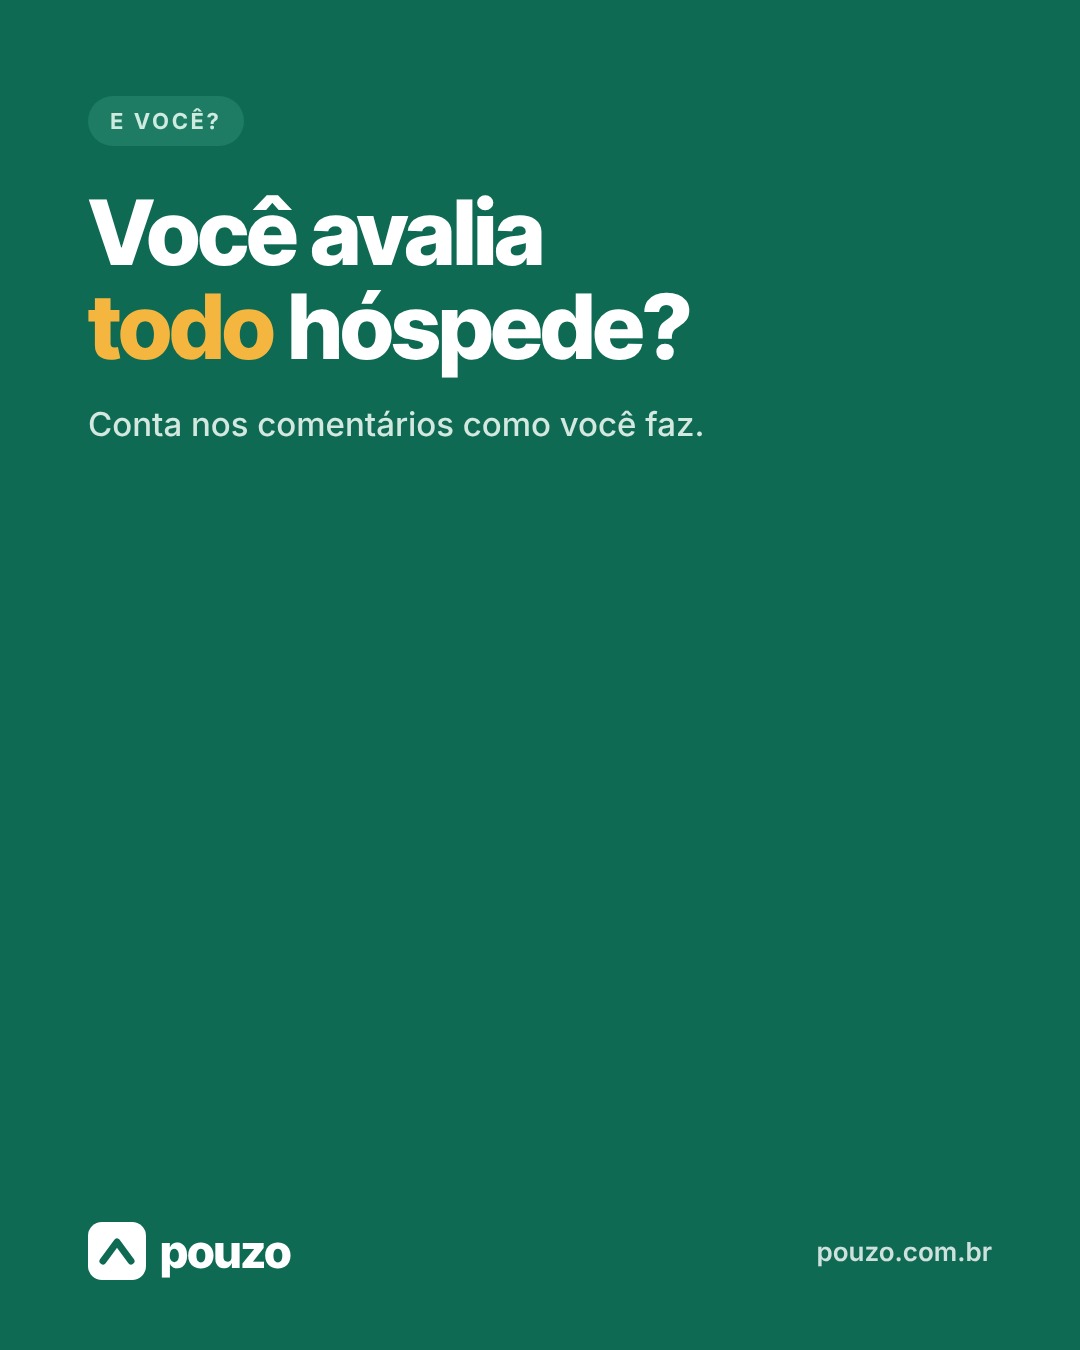 E VOCÊ?
Você avalia
todo hóspede?
Conta nos comentários como você faz.
pouzo
pouzo.com.br